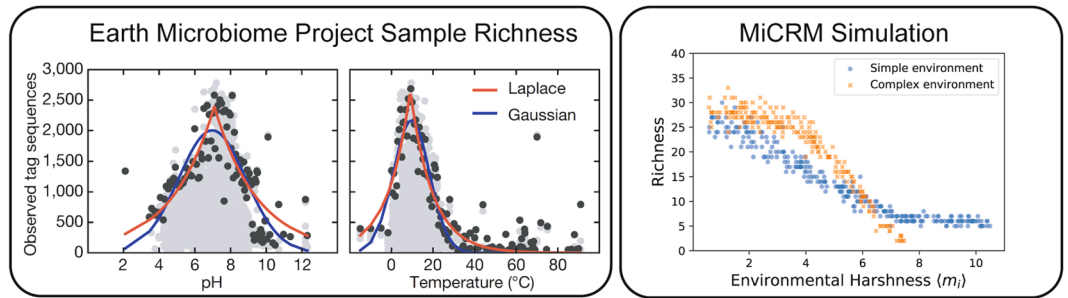 Earth Microbiome Project Sample Richness
Observed tag sequences
3,000
2,500
2,000
1,500
1,000
500
0
2 4 6 8 10 12
pH
Laplace
Gaussian
0 20 40 60 80
Temperature (°C)
MiCRM Simulation
Richness
40
35
30
25
20
15
10
5
0
Simple environment
Complex environment
2 4 6 8 10
Environmental Harshness ⟨mᵢ⟩